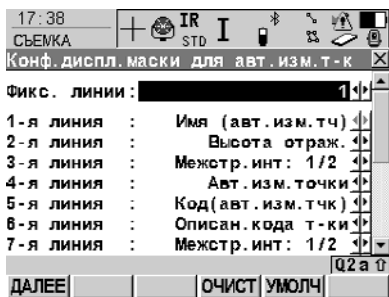 17:38
СЪЕМКА
IR
STD
I
Конф.диспл.маски для авт.изм.т-к
Фикс. линии: 1
1-я линия : Имя (авт.изм.тч)
2-я линия : Высота отраж.
3-я линия : Межстр.инт: 1/2
4-я линия : Авт.изм.точки
5-я линия : Код(авт.изм.тчк)
6-я линия : Описан.кода т-ки
7-я линия : Межстр.инт: 1/2
Q2a
ДАЛЕЕ ОЧИСТ УМОЛЧ